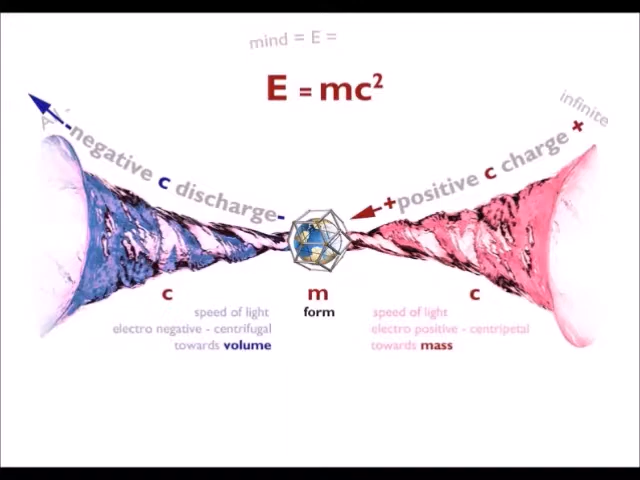 mind = E =
E = mc²
infinite
-negative c discharge-
+positive c charge +
c
m
c
speed of light
form
speed of light
electro negative - centrifugal
electro positive - centripetal
towards volume
towards mass